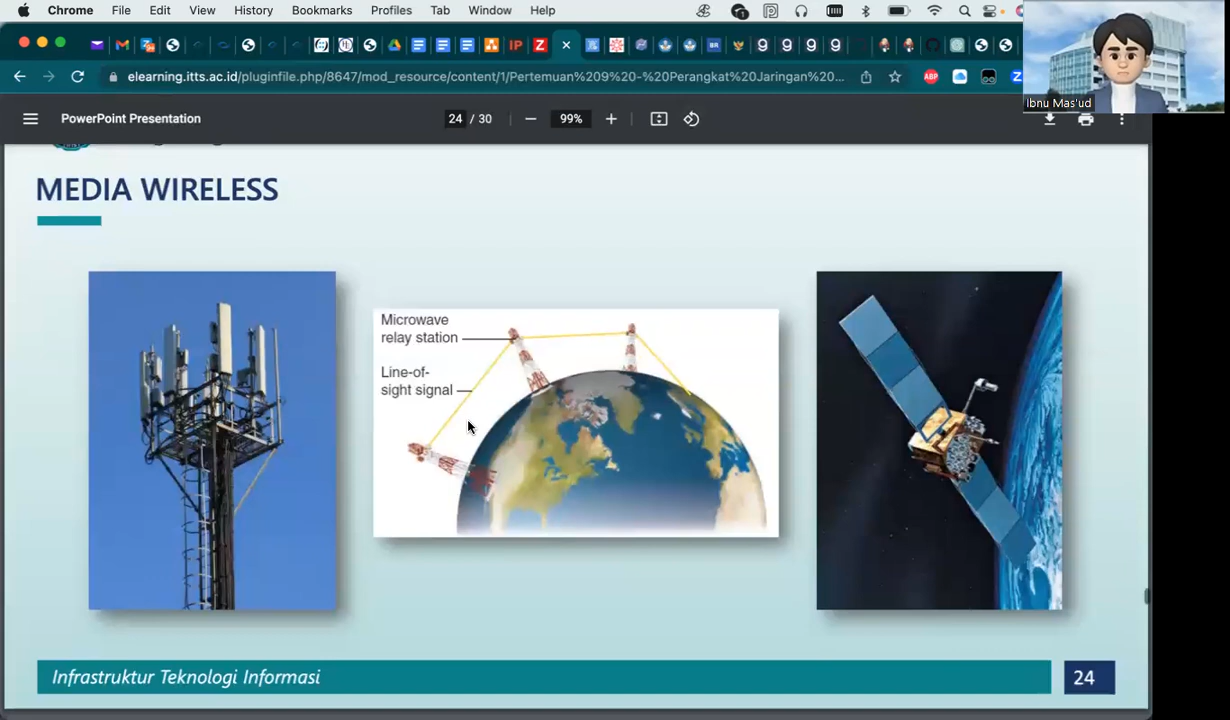 Chrome File Edit View History Bookmarks Profiles Tab Window Help
elearning.itts.ac.id/pluginfile.php/8647/mod_resource/content/1/Pertemuan%209%20-%20Perangkat%20Jaringan%20...
Ibnu Mas'ud
PowerPoint Presentation
24 / 30
99%
MEDIA WIRELESS
Microwave
relay station
Line-of-
sight signal
Infrastruktur Teknologi Informasi
24